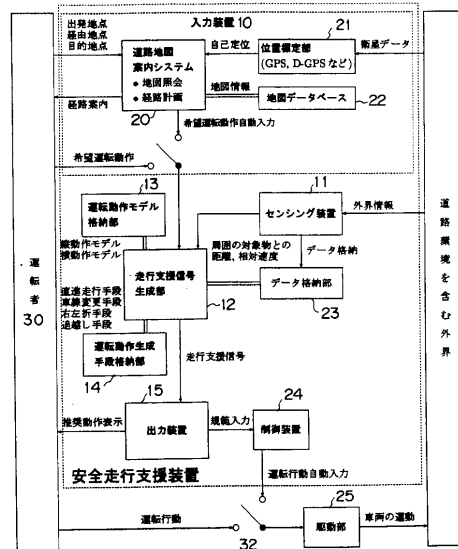 入力装置 10
出発地点
経由地点
目的地点
道路地図
案内システム
● 地図照会
● 経路計画
20
経路案内
自己定位
21
位置標定部
(GPS, D-GPS など)
衛星データ
地図情報
地図データベース
22
希望運転動作自動入力
希望運転動作
13
運転動作モデル
格納部
縦動作モデル
横動作モデル
直進走行手段
車線変更手段
右左折手段
追越し手段
走行支援信号
生成部
12
周囲の対象物との
距離、相対速度
11
センシング装置
外界情報
データ格納
データ格納部
23
運転動作生成
手段格納部
14
走行支援信号
15
出力装置
推奨動作表示
規範入力
24
制御装置
安全走行支援装置
運転行動自動入力
運転行動
32
25
駆動部
車両の運動
運転者
30
道路環境を含む外界